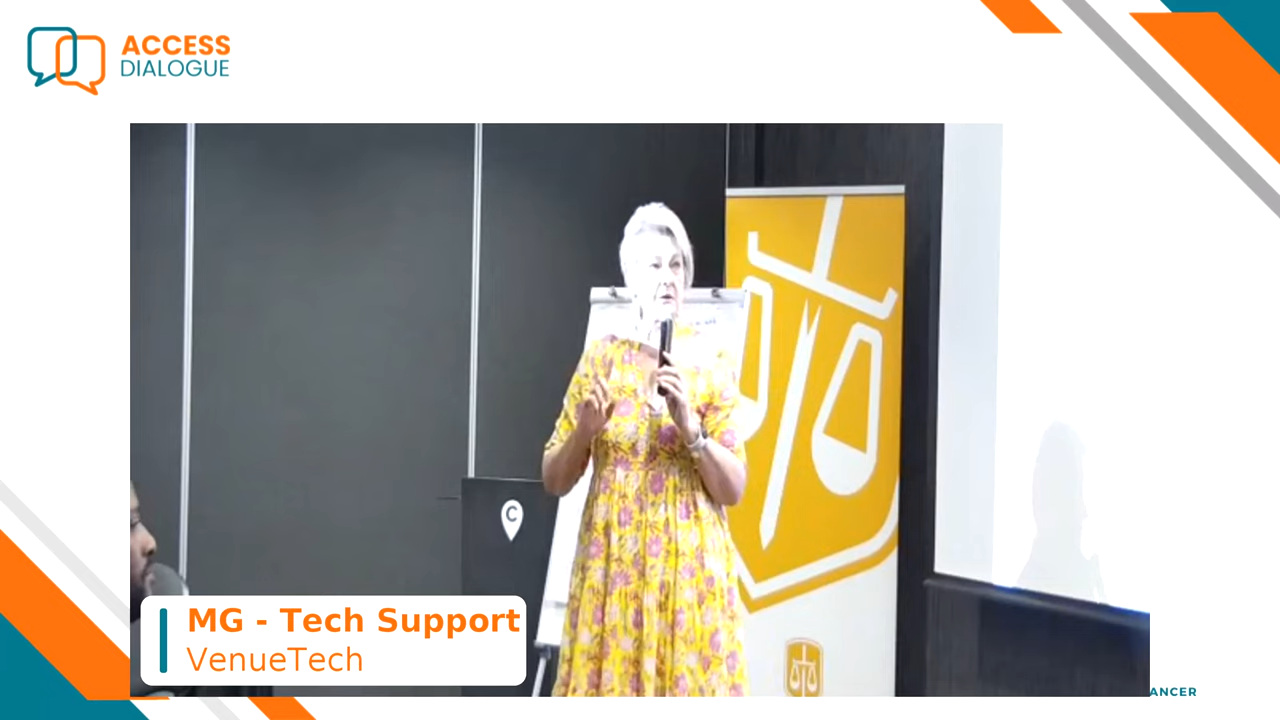 ACCESS
DIALOGUE
C
MG - Tech Support
VenueTech
ANCER